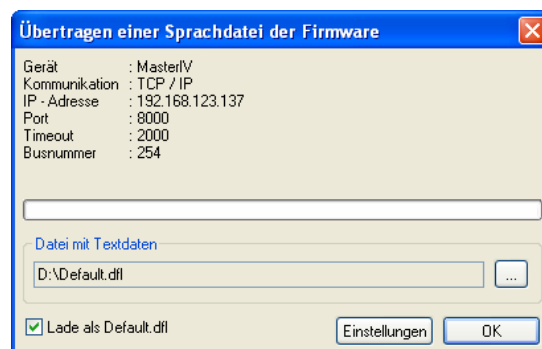 Übertragen einer Sprachdatei der Firmware
Gerät : MasterIV
Kommunikation : TCP / IP
IP - Adresse : 192.168.123.137
Port : 8000
Timeout : 2000
Busnummer : 254
Datei mit Textdaten
D:\Default.dfl
...
Lade als Default.dfl
Einstellungen OK